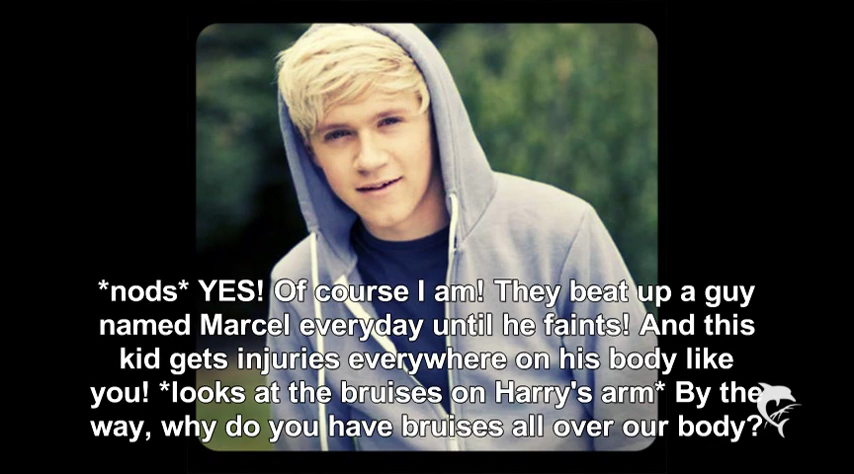 *nods* YES! Of course I am! They beat up a guy
named Marcel everyday until he faints! And this
kid gets injuries everywhere on his body like
you! *looks at the bruises on Harry's arm* By the
way, why do you have bruises all over our body?